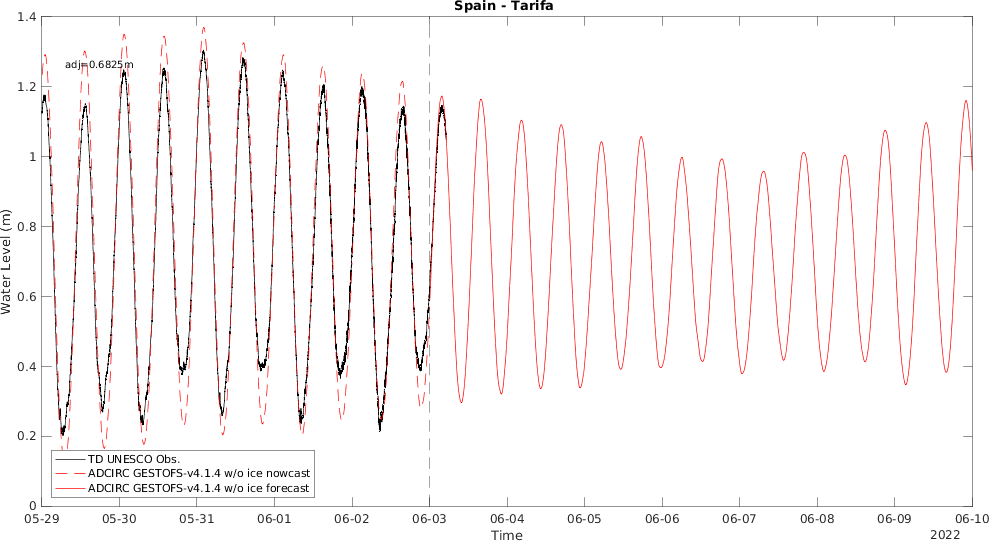 Spain - Tarifa
adj=0.6825m
Water Level (m)
1.4
1.2
1
0.8
0.6
0.4
0.2
0
TD UNESCO Obs.
ADCIRC GESTOFS-v4.1.4 w/o ice nowcast
ADCIRC GESTOFS-v4.1.4 w/o ice forecast
05-29 05-30 05-31 06-01 06-02 06-03 06-04 06-05 06-06 06-07 06-08 06-09 06-10
Time
2022